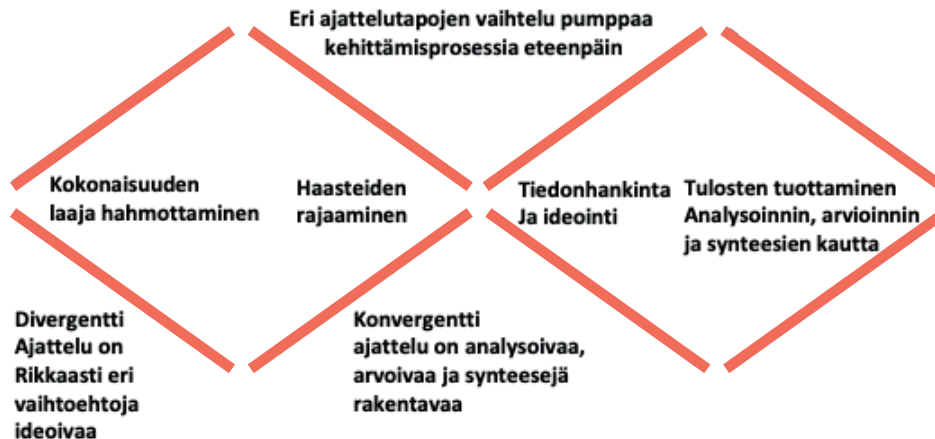 Eri ajattelutapojen vaihtelu pumppaa
kehittämisprosessia eteenpäin
Kokonaisuuden
laaja hahmottaminen
Haasteiden
rajaaminen
Tiedonhankinta
Ja ideointi
Tulosten tuottaminen
Analysoinnin, arvioinnin
ja synteesien kautta
Divergentti
Ajattelu on
Rikkaasti eri
vaihtoehtoja
ideoivaa
Konvergentti
ajattelu on analysoivaa,
arvoivaa ja synteesejä
rakentavaa